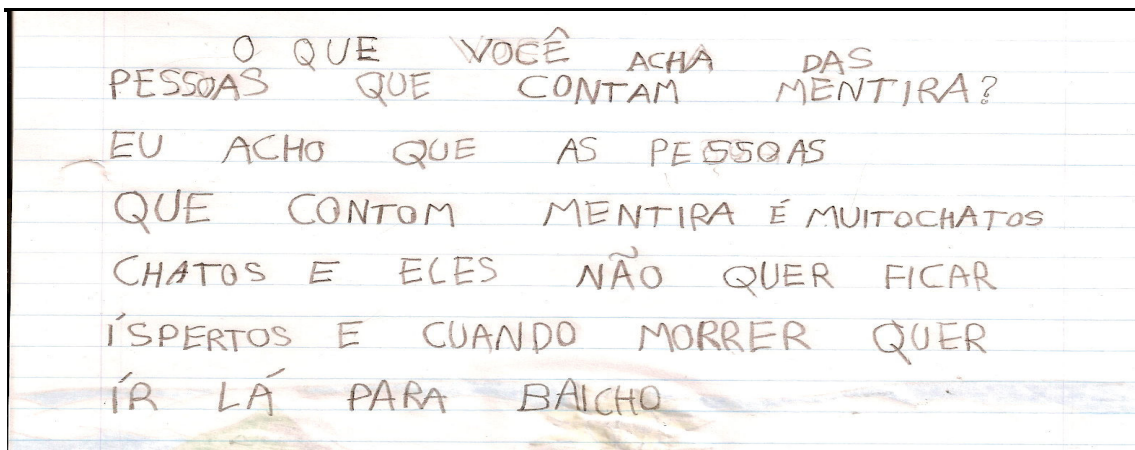 O QUE VOCÊ ACHA DAS
PESSOAS QUE CONTAM MENTIRA?
EU ACHO QUE AS PESSOAS
QUE CONTOM MENTIRA É MUITOCHATOS
CHATOS E ELES NÃO QUER FICAR
ÍSPERTOS E CUANDO MORRER QUER
ÍR LÁ PARA BAICHO